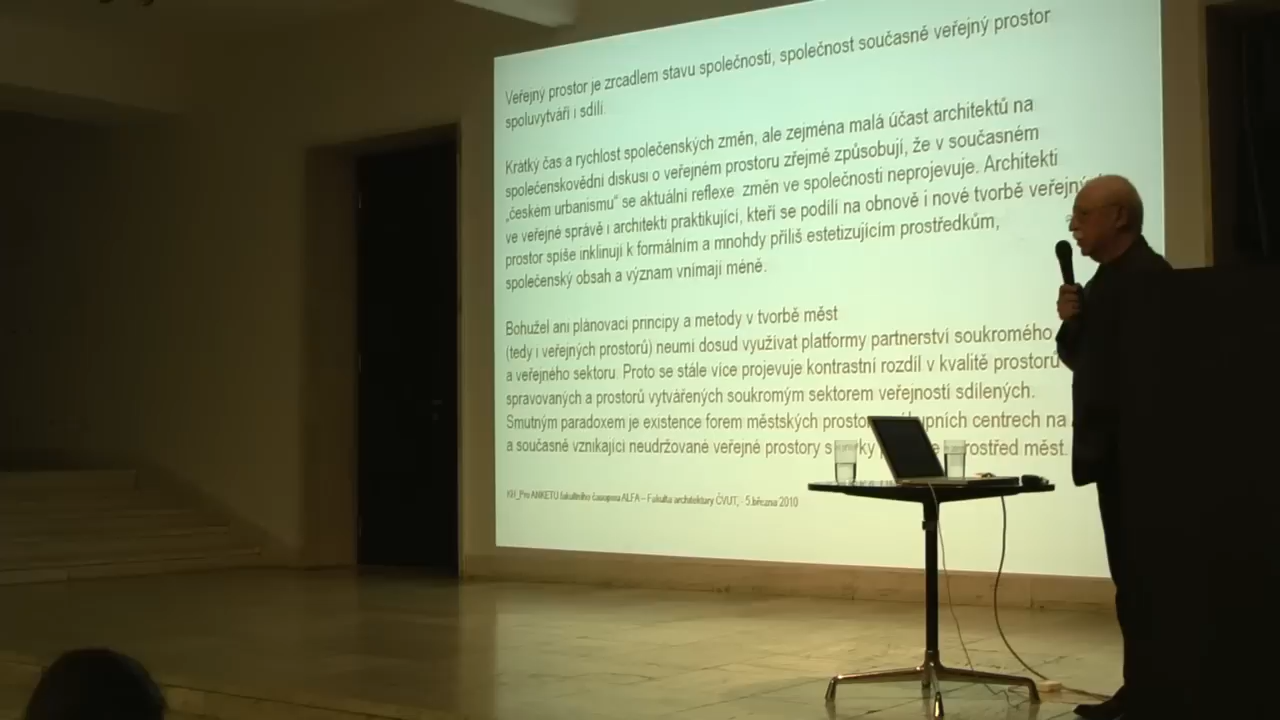 Veřejný prostor je zrcadlem stavu společnosti, společnost současně veřejný prostor
spoluvytváří i sdílí.
Krátký čas a rychlost společenských změn, ale zejména malá účast architektů na
společenskovědní diskusi o veřejném prostoru zřejmě způsobují, že v současném
„českém urbanismu“ se aktuální reflexe změn ve společnosti neprojevuje. Architekti
ve veřejné správě i architekti praktikující, kteří se podílí na obnově i nové tvorbě
prostor spíše inklinují k formálním a mnohdy příliš estetizujícím prostředkům,
společenský obsah a význam vnímají méně.
Bohužel ani plánovací principy a metody v tvorbě měst
(tedy i veřejných prostorů) neumí dosud využívat platformy partnerství soukromého
a veřejného sektoru. Proto se stále více projevuje kontrastní rozdíl v kvalitě prostorů
spravovaných a prostorů vytvářených soukromým sektorem veřejností sdílených.
Smutným paradoxem je existence forem městských centrech na
a současně vznikající neudržované veřejné prostory měst.
Pro ANKETU fakultního časopisu ALFA – Fakulta architektury ČVUT, 5.března 2010